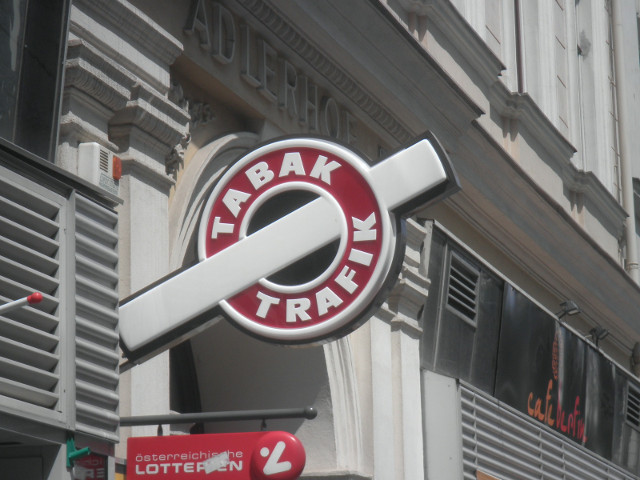 ADLERHOF
TABAK
TRAFIK
österreichische
LOTTERIEN